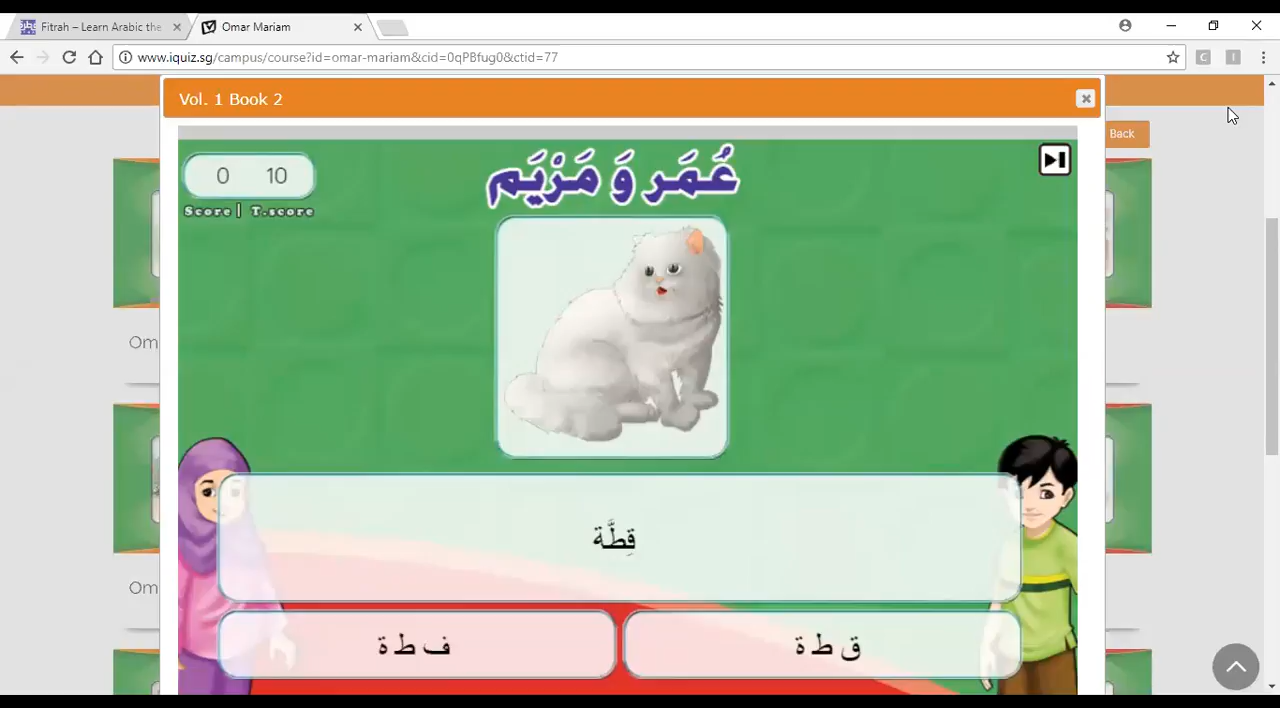 Fitrah – Learn Arabic the
Omar Mariam
www.iquiz.sg/campus/course?id=omar-mariam&cid=0qPBfug0&ctid=77
Vol. 1 Book 2
Back
0 10
Score| T.score
عُمَر وَ مَرْيَم
Om
قِطَّة
Om
ق ط ة
ف ط ة